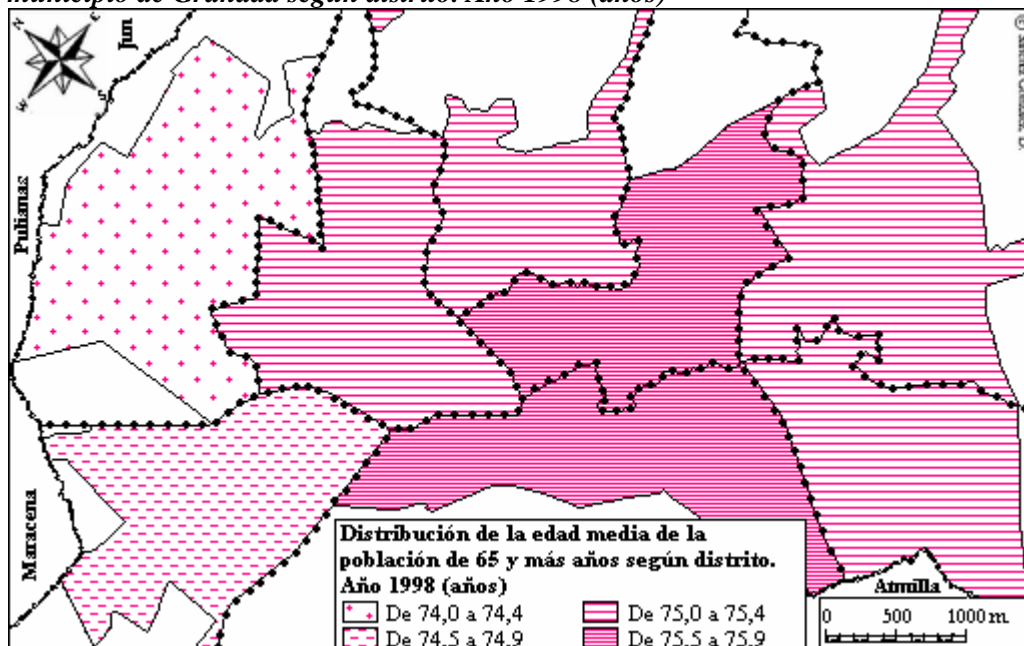 municipio de Granada según distrito. Año 1998 (años)
N
E
W
S
Jun
Pulianas
Maracena
Distribución de la edad media de la
población de 65 y más años según distrito.
Año 1998 (años)
De 74,0 a 74,4
De 75,0 a 75,4
De 74,5 a 74,9
De 75,5 a 75,9
Armilla
0 500 1000 m.